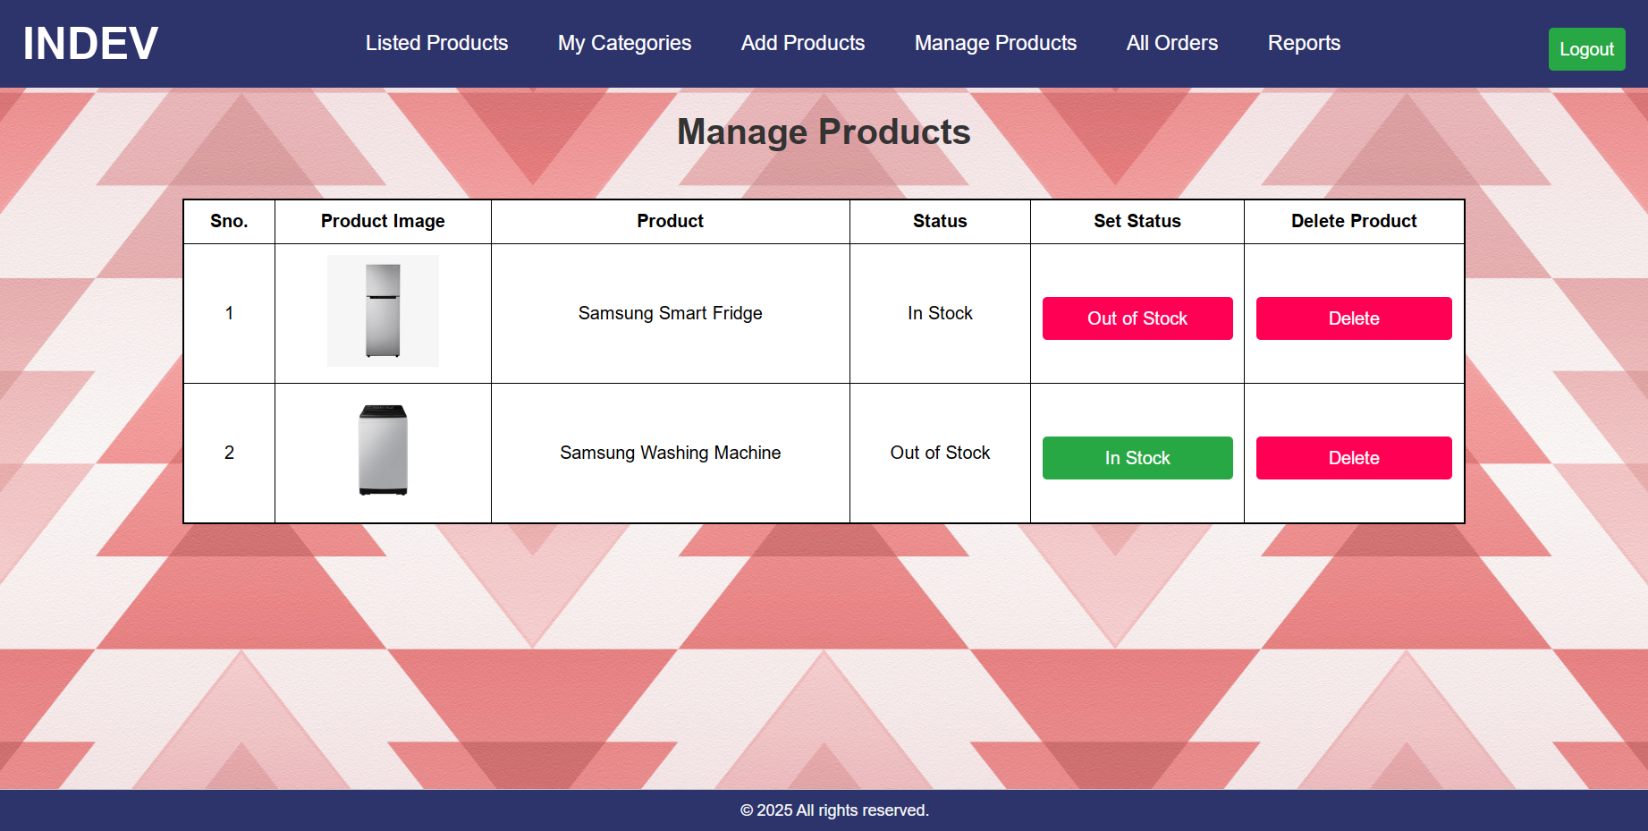 INDEV
Listed Products My Categories Add Products Manage Products All Orders Reports
Logout
Manage Products
Sno. Product Image Product Status Set Status Delete Product
1 Samsung Smart Fridge In Stock Out of Stock Delete
2 Samsung Washing Machine Out of Stock In Stock Delete
© 2025 All rights reserved.